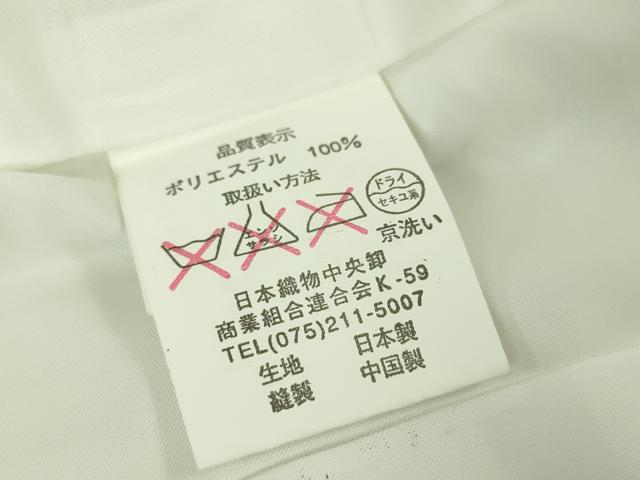 品質表示
ポリエステル 100%
取扱い方法
エンソ サラシ ドライ セキユ系
京洗い
日本織物中央卸
商業組合連合会K-59
TEL(075)211-5007
生地 日本製
縫製 中国製